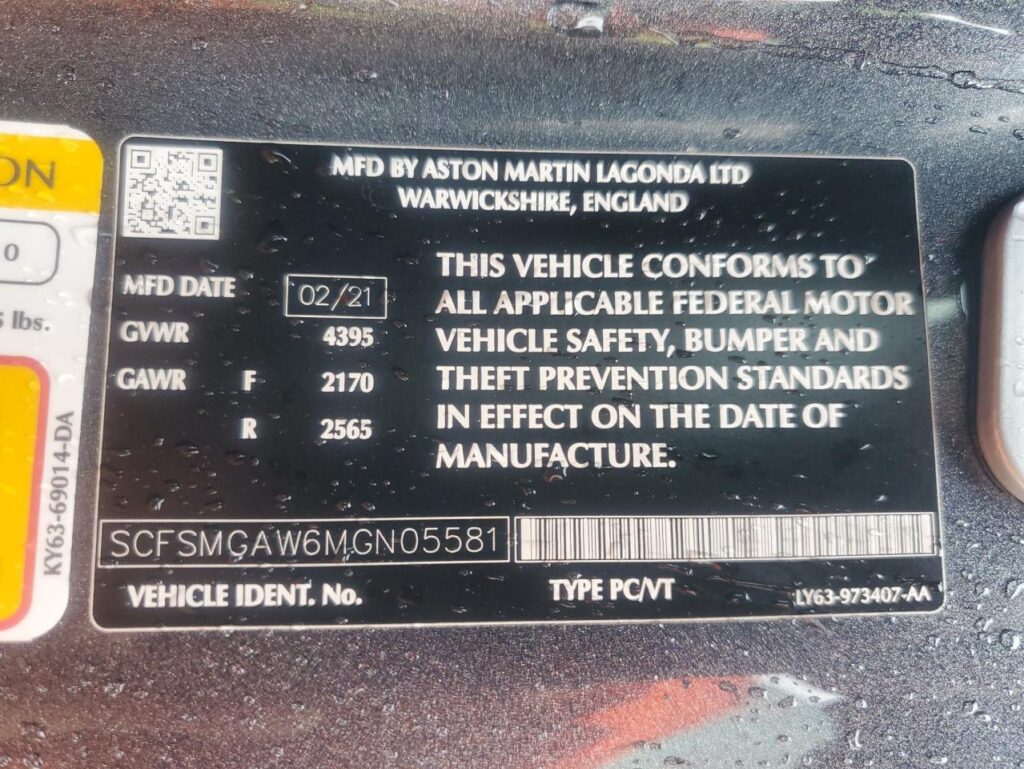 ON
0
lbs.
KY63-69014-DA
MFD BY ASTON MARTIN LAGONDA LTD
WARWICKSHIRE, ENGLAND
MFD DATE 02/21
GVWR 4395
GAWR F 2170
R 2565
THIS VEHICLE CONFORMS TO
ALL APPLICABLE FEDERAL MOTOR
VEHICLE SAFETY, BUMPER AND
THEFT PREVENTION STANDARDS
IN EFFECT ON THE DATE OF
MANUFACTURE.
SCFSMGAW6MGN05581
VEHICLE IDENT. No.
TYPE PC/VT
LY63-973407-AA